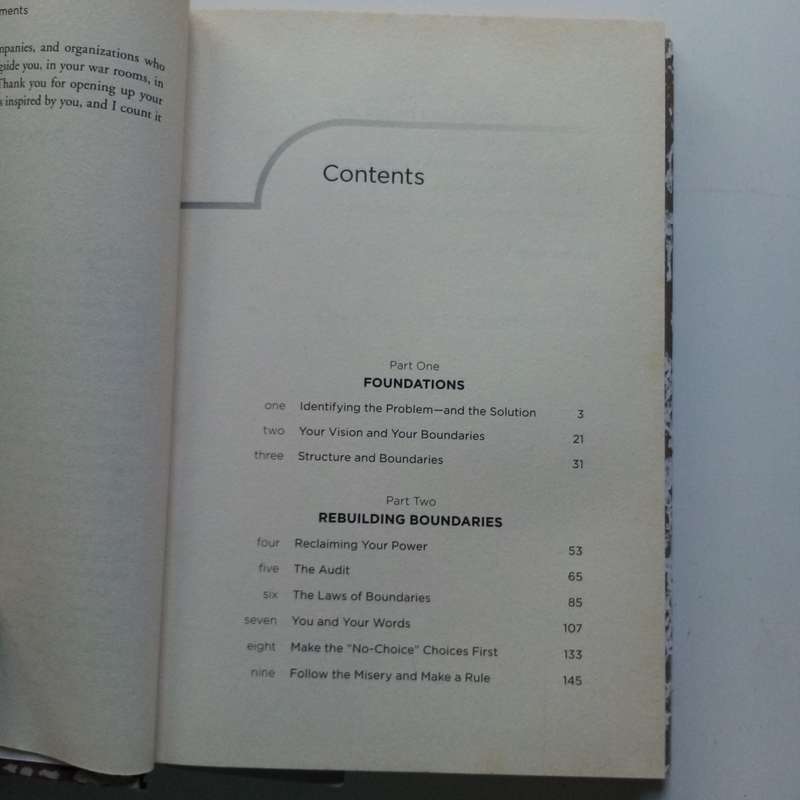 ments
mpanies, and organizations who
gside you, in your war rooms, in
Thank you for opening up your
s inspired by you, and I count it
Contents
Part One
FOUNDATIONS
one Identifying the Problem—and the Solution 3
two Your Vision and Your Boundaries 21
three Structure and Boundaries 31
Part Two
REBUILDING BOUNDARIES
four Reclaiming Your Power 53
five The Audit 65
six The Laws of Boundaries 85
seven You and Your Words 107
eight Make the "No-Choice" Choices First 133
nine Follow the Misery and Make a Rule 145